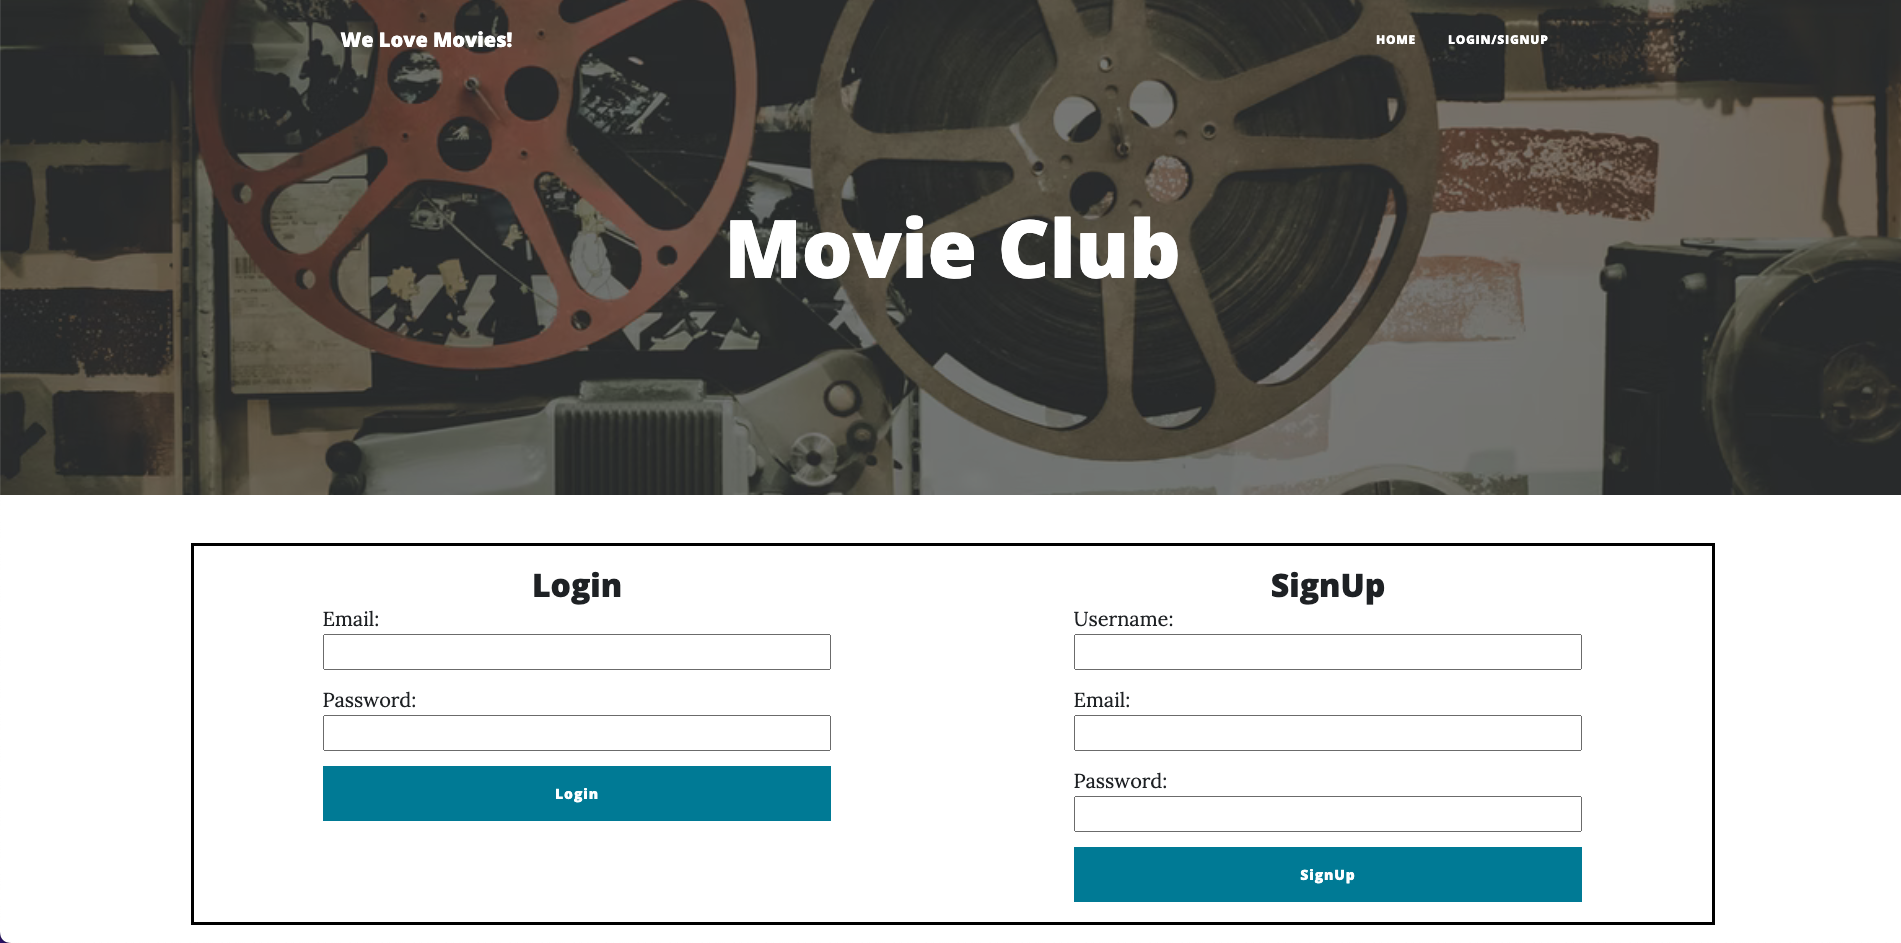 We Love Movies!
HOME LOGIN/SIGNUP
Movie Club
Login
Email:
Password:
Login
SignUp
Username:
Email:
Password:
SignUp